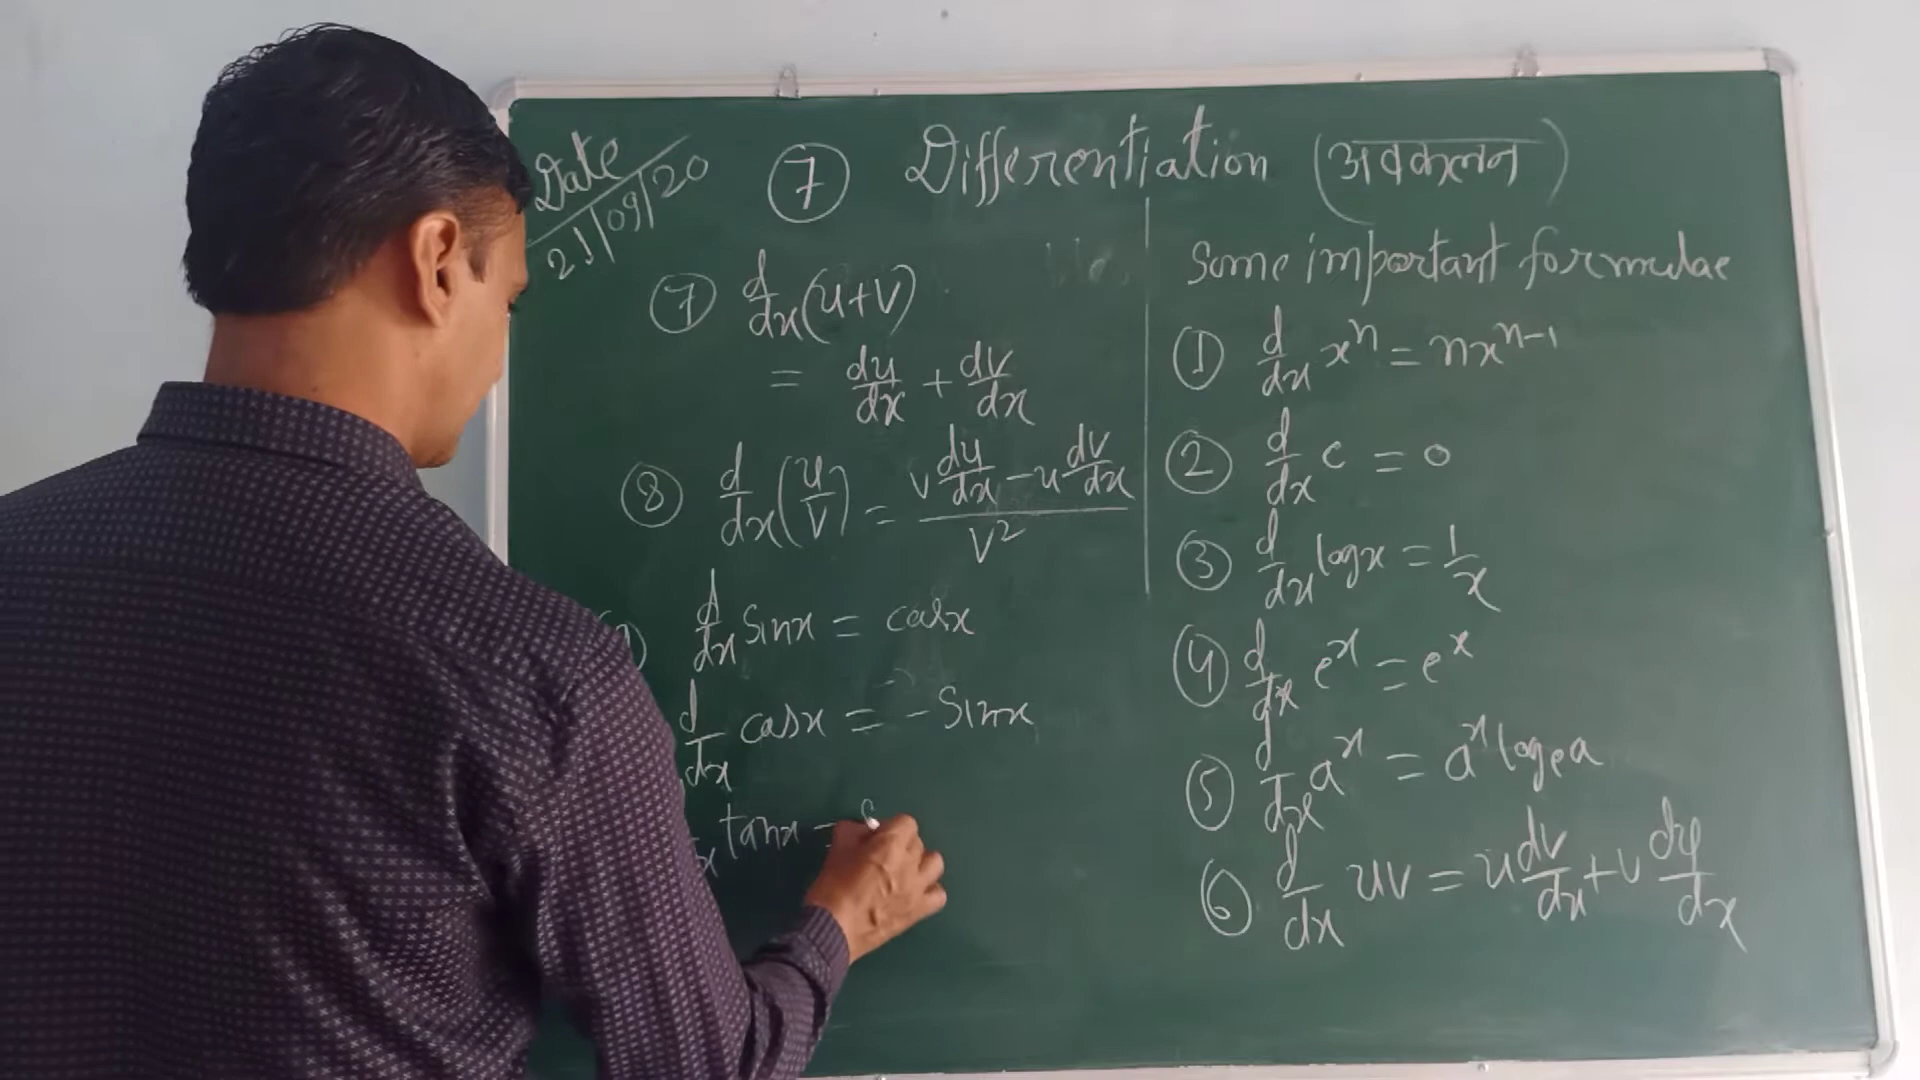 Date
21/09/20
⑦ Differentiation (अवकलन)
Some important formulae
① d/dx xⁿ = nxⁿ⁻¹
② d/dx c = 0
③ d/dx logx = 1/x
④ d/dx eˣ = eˣ
⑤ d/dx aˣ = aˣ logₑa
⑥ d/dx uv = u dv/dx + v du/dx
⑦ d/dx (u+v)
= du/dx + dv/dx
⑧ d/dx (u/v) = (v du/dx - u dv/dx)/v²
d/dx sinx = cosx
d/dx cosx = - sinx
tanx =